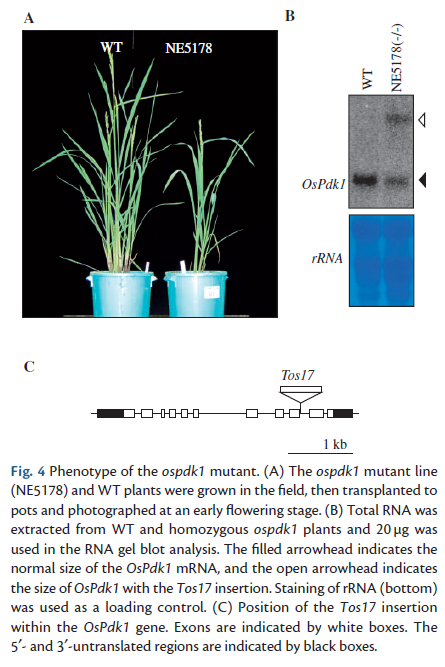 A
WT
NE5178
B
WT
NE5178(-/-)
OsPdk1
rRNA
C
Tos17
1 kb
Fig. 4 Phenotype of the ospdk1 mutant. (A) The ospdk1 mutant line
(NE5178) and WT plants were grown in the field, then transplanted to
pots and photographed at an early flowering stage. (B) Total RNA was
extracted from WT and homozygous ospdk1 plants and 20 µg was
used in the RNA gel blot analysis. The filled arrowhead indicates the
normal size of the OsPdk1 mRNA, and the open arrowhead indicates
the size of OsPdk1 with the Tos17 insertion. Staining of rRNA (bottom)
was used as a loading control. (C) Position of the Tos17 insertion
within the OsPdk1 gene. Exons are indicated by white boxes. The
5′- and 3′-untranslated regions are indicated by black boxes.